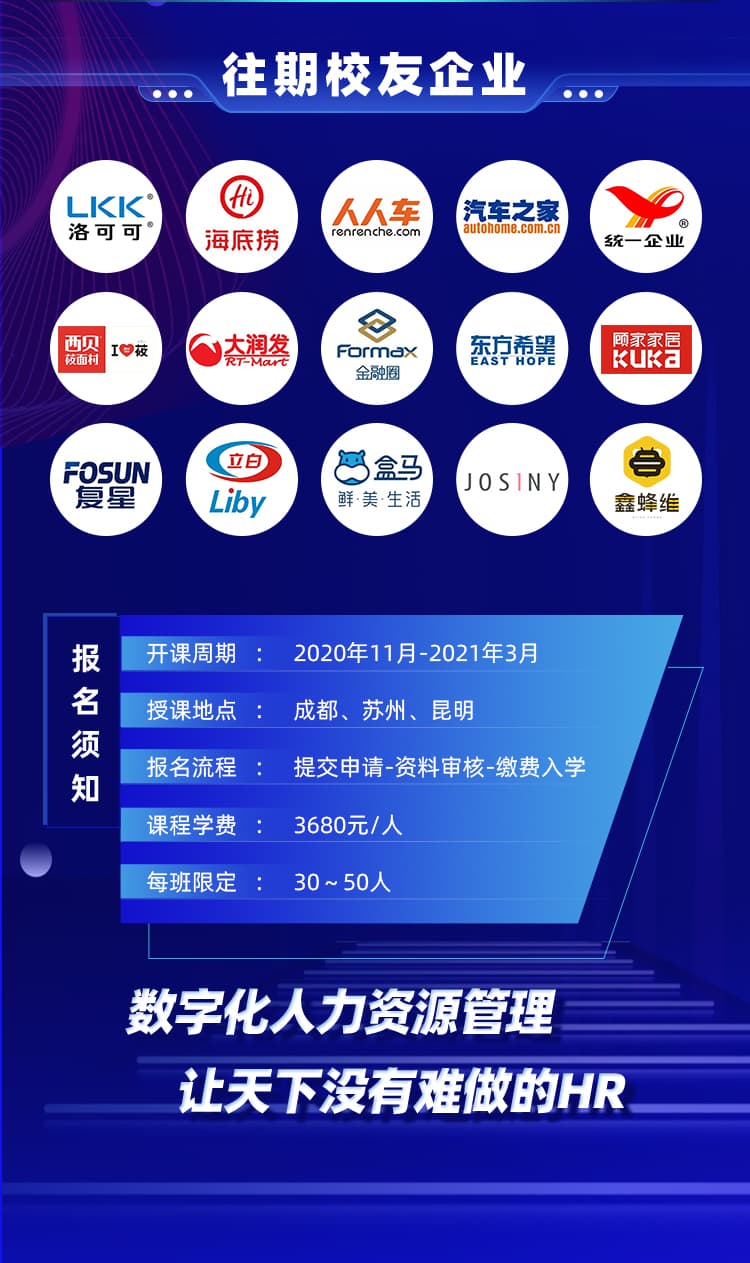 往期校友企业
LKK®
洛可可®
Hi
海底捞
人人车
renrenche.com
汽车之家
autohome.com.cn
®
统一企业
西贝
莜面村
I莜
大润发
RT-Mart
Formax
金融圈
东方希望
EAST HOPE
顾家家居
KUKa
FOSUN
复星
立白
Liby
盒马
鲜·美·生活
JOSINY
鑫蜂维
报名须知
开课周期 : 2020年11月-2021年3月
授课地点 : 成都、苏州、昆明
报名流程 : 提交申请-资料审核-缴费入学
课程学费 : 3680元/人
每班限定 : 30~50人
数字化人力资源管理
让天下没有难做的HR